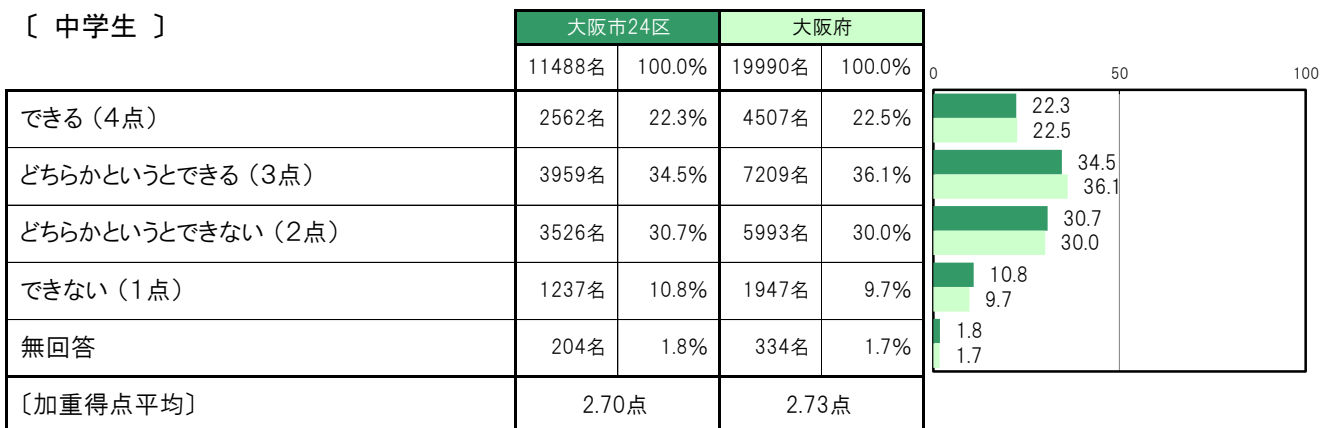 〔 中学生 〕
大阪市24区 大阪府
11488名 100.0% 19990名 100.0%
0 50 100
できる（4点） 2562名 22.3% 4507名 22.5%
22.3
22.5
どちらかというとできる（3点） 3959名 34.5% 7209名 36.1%
34.5
36.1
どちらかというとできない（2点） 3526名 30.7% 5993名 30.0%
30.7
30.0
できない（1点） 1237名 10.8% 1947名 9.7%
10.8
9.7
無回答 204名 1.8% 334名 1.7%
1.8
1.7
〔加重得点平均〕 2.70点 2.73点